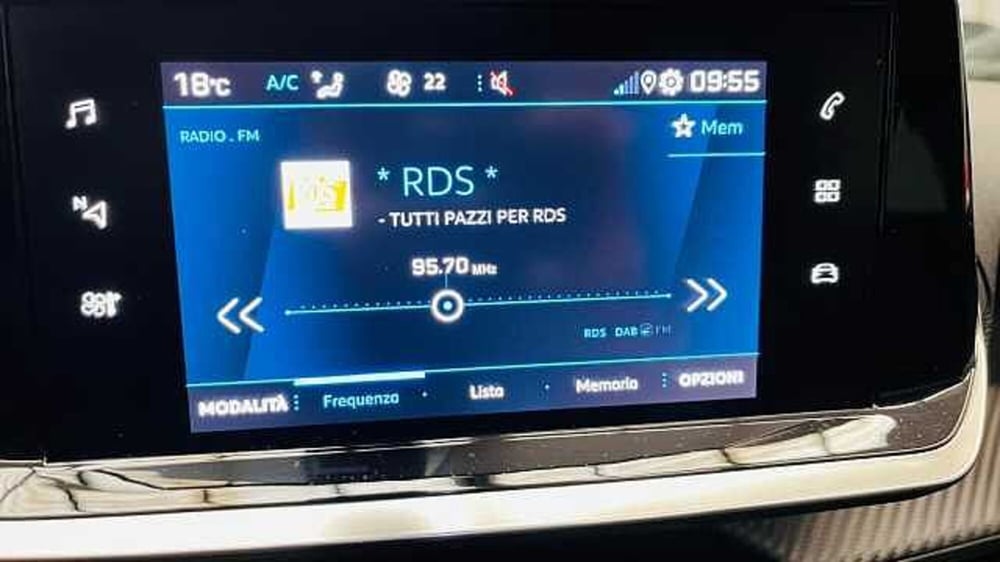 18°C A/C 22 09:55
RADIO . FM
Mem
* RDS *
- TUTTI PAZZI PER RDS
95.70 MHz
RDS DAB FM
MODALITÀ Frequenza Lista Memoria OPZIONI
N